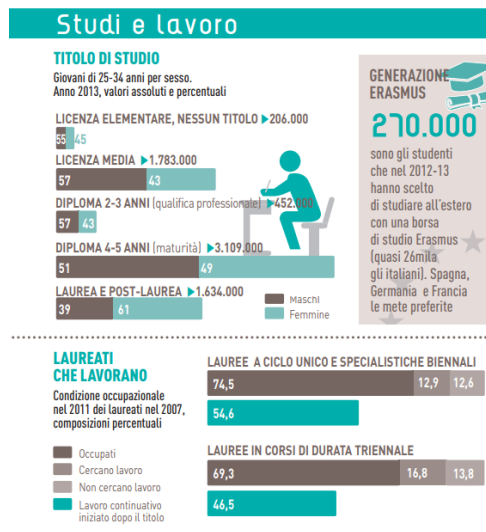 Studi e lavoro
TITOLO DI STUDIO
Giovani di 25-34 anni per sesso.
Anno 2013, valori assoluti e percentuali
LICENZA ELEMENTARE, NESSUN TITOLO ▶206.000
55 45
LICENZA MEDIA ▶1.783.000
57 43
DIPLOMA 2-3 ANNI (qualifica professionale) ▶452.000
57 43
DIPLOMA 4-5 ANNI (maturità) ▶3.109.000
51 49
LAUREA E POST-LAUREA ▶1.634.000
39 61
Maschi
Femmine
GENERAZIONE
ERASMUS
270.000
sono gli studenti
che nel 2012-13
hanno scelto
di studiare all'estero
con una borsa
di studio Erasmus
(quasi 26mila
gli italiani). Spagna,
Germania e Francia
le mete preferite
LAUREATI
CHE LAVORANO
Condizione occupazionale
nel 2011 dei laureati nel 2007,
composizioni percentuali
Occupati
Cercano lavoro
Non cercano lavoro
Lavoro continuativo
iniziato dopo il titolo
LAUREE A CICLO UNICO E SPECIALISTICHE BIENNALI
74,5 12,9 12,6
54,6
LAUREE IN CORSI DI DURATA TRIENNALE
69,3 16,8 13,8
46,5